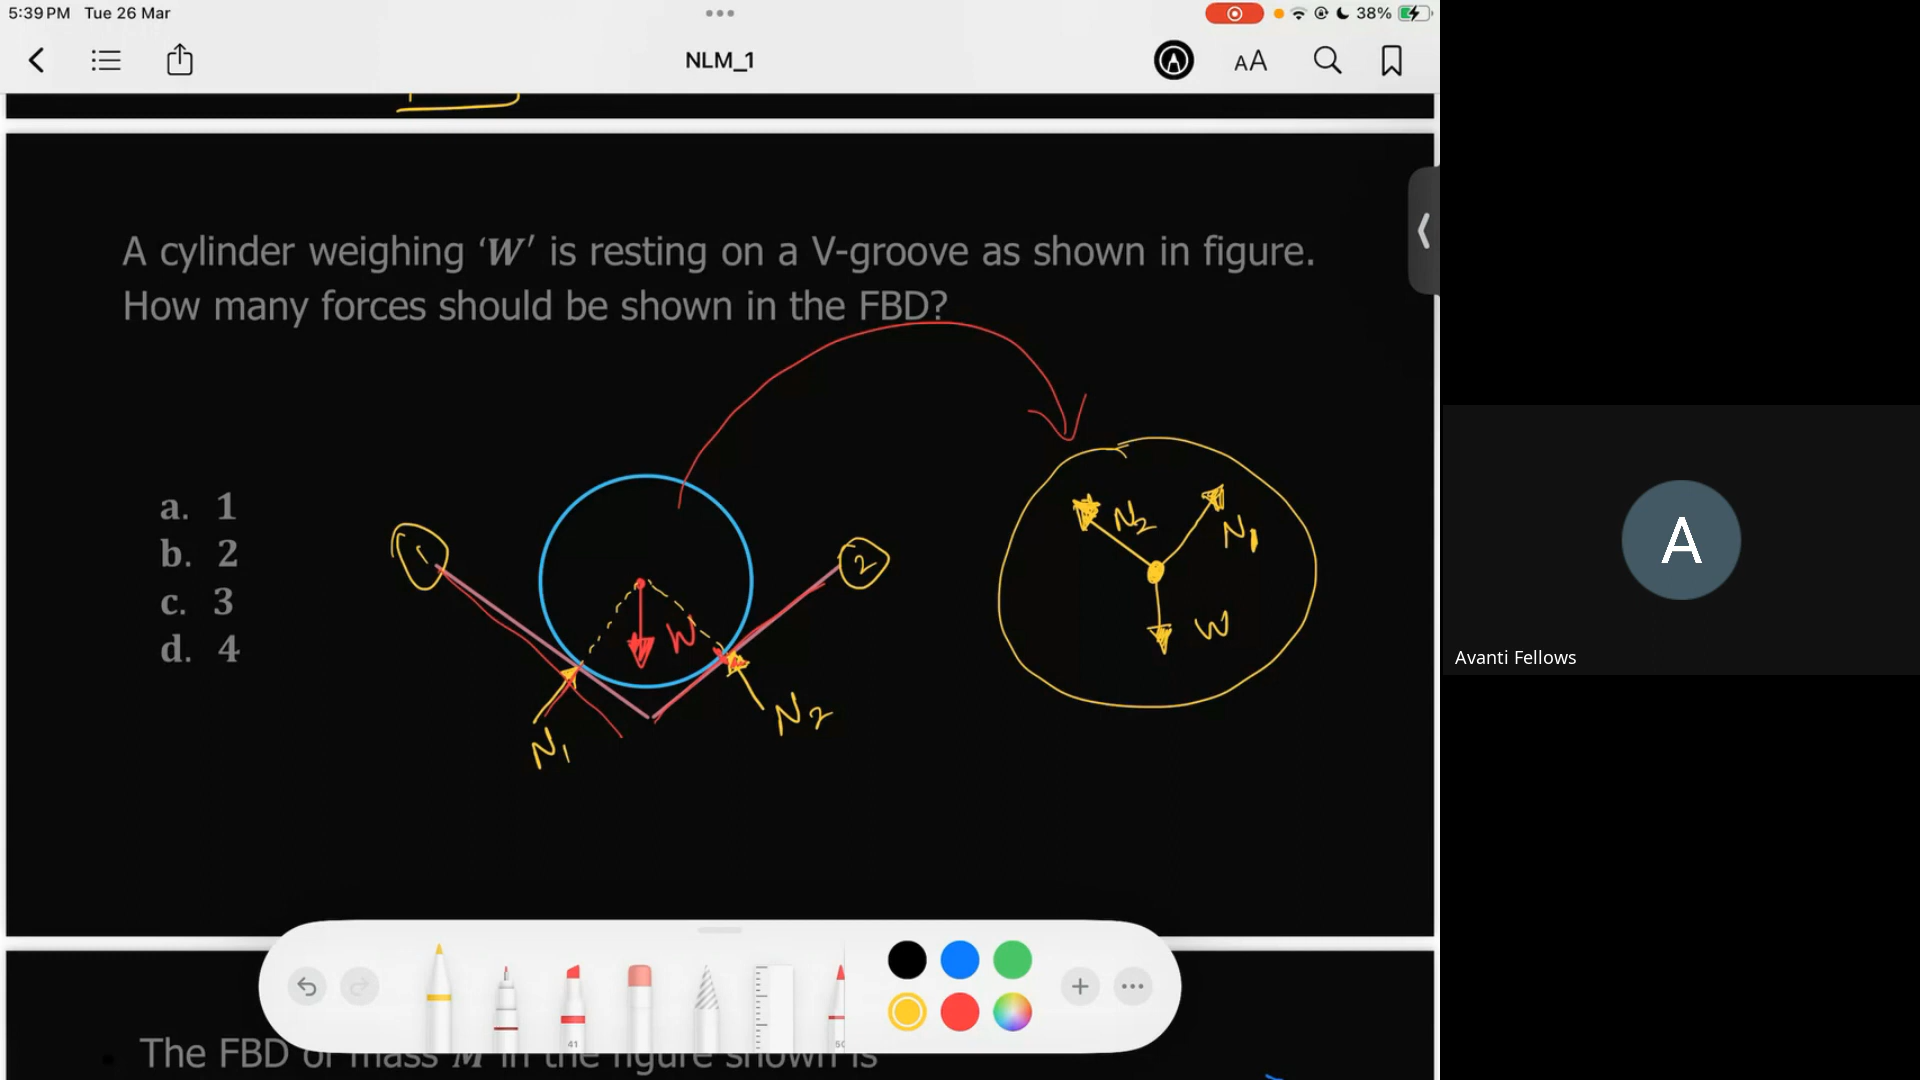 5:39 PM Tue 26 Mar
38%
NLM_1
AA
A cylinder weighing ‘W’ is resting on a V-groove as shown in figure.
How many forces should be shown in the FBD?
a. 1
b. 2
c. 3
d. 4
1
2
W
N1
N2
N2
N1
W
A
Avanti Fellows
41
50
The FBD of mass M in the figure shown is